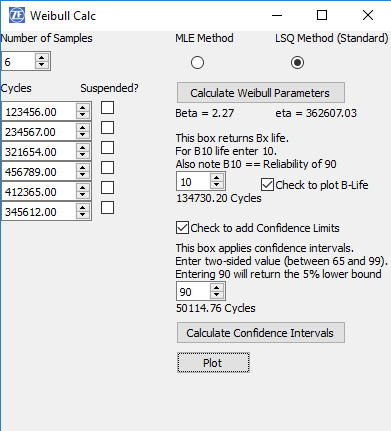 ZF Weibull Calc
Number of Samples
MLE Method
LSQ Method (Standard)
6
Cycles
Suspended?
Calculate Weibull Parameters
123456.00
Beta = 2.27
eta = 362607.03
234567.00
321654.00
456789.00
412365.00
345612.00
This box returns Bx life.
For B10 life enter 10.
Also note B10 == Reliability of 90
10
Check to plot B-Life
134730.20 Cycles
Check to add Confidence Limits
This box applies confidence intervals.
Enter two-sided value (between 65 and 99).
Entering 90 will return the 5% lower bound
90
50114.76 Cycles
Calculate Confidence Intervals
Plot